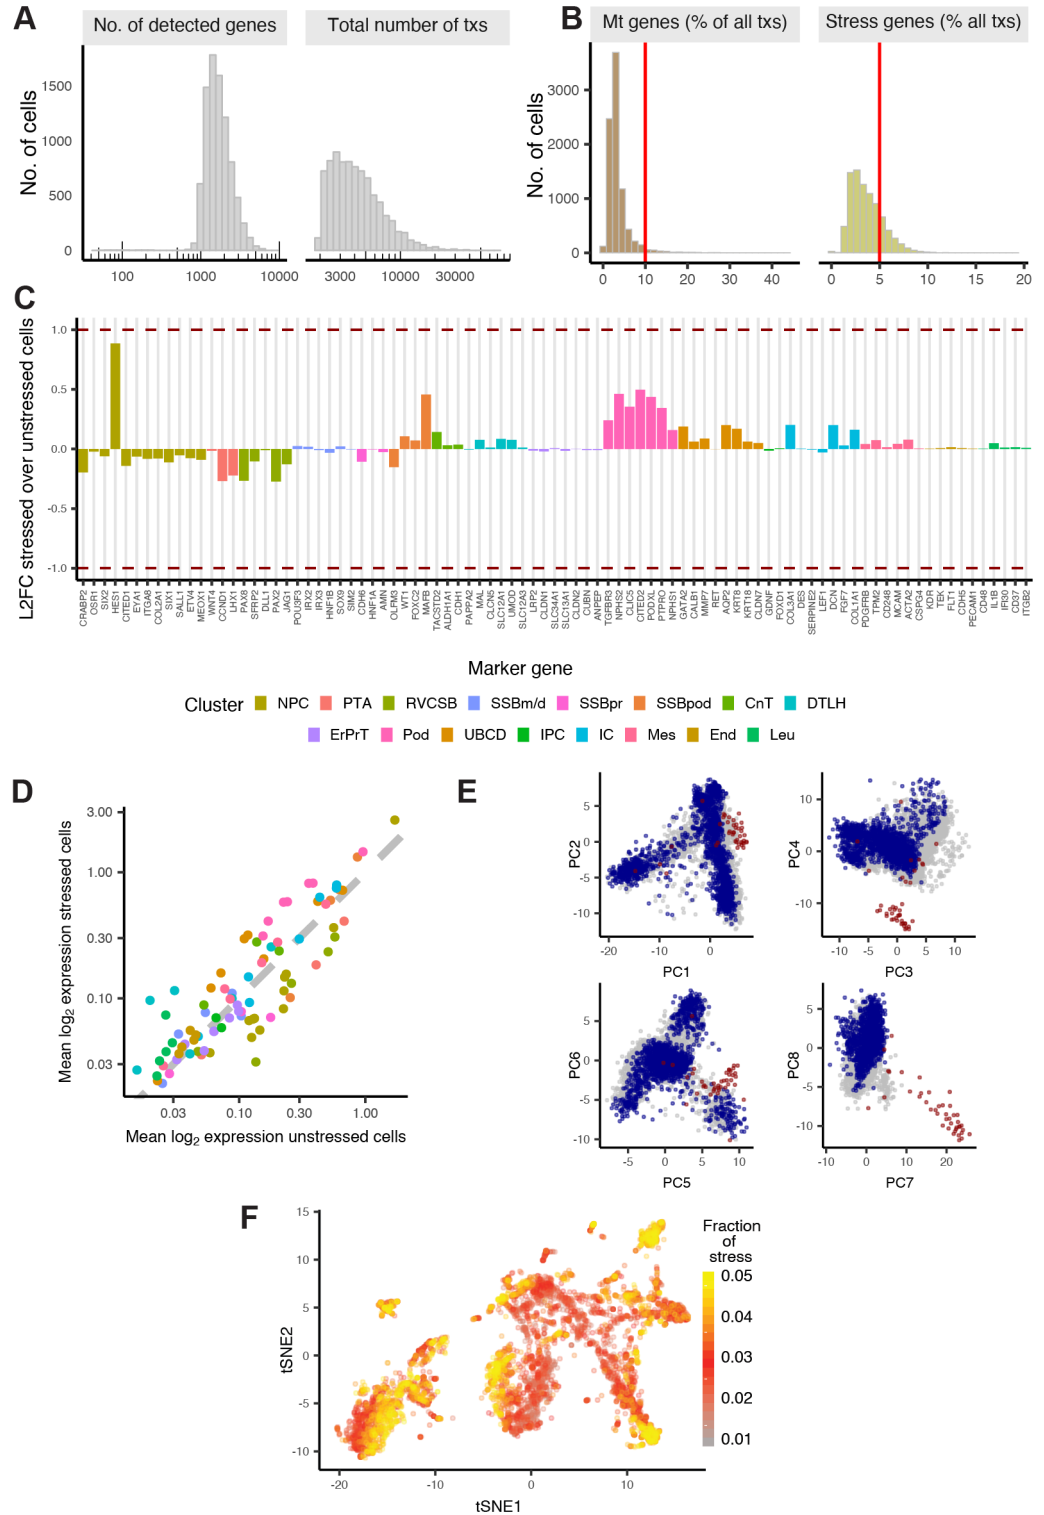 A
No. of detected genes
Total number of txs
No. of cells
1500
1000
500
0
100
1000
10000
3000
10000
30000
B
Mt genes (% of all txs)
Stress genes (% all txs)
No. of cells
3000
2000
1000
0
0
10
20
30
40
0
5
10
15
20
C
L2FC stressed over unstressed cells
1.0
0.5
0.0
-0.5
-1.0
CRABP2
OSR1
SIX2
HES1
CITED1
EYA1
ITGA8
COL2A1
SIX1
SALL1
ETV4
MEOX1
WNT4
CCND1
LHX1
PAX8
SFRP2
DLL1
PAX2
JAG1
POU3F3
IRX2
IRX3
HNF1B
SOX9
SIM2
CDH6
HNF1A
AMN
OLFM3
WT1
FOXC2
MAFB
TACSTD2
ALDH1A1
CDH1
PAPPA2
MAL
CLCN5
SLC12A1
UMOD
SLC12A3
LRP2
CLDN1
SLC34A1
SLC13A1
CLDN2
CUBN
ANPEP
TGFBR3
NPHS2
CLIC5
CITED2
PODXL
PTPRO
NPHS1
GATA2
CALB1
MMP7
RET
AQP2
KRT8
KRT18
CLDN7
GDNF
FOXD1
COL3A1
DES
SERPINE2
LEF1
DCN
FGF7
COL1A1
PDGFRB
TPM2
CD248
MCAM
ACTA2
CSPG4
KDR
TEK
FLT1
CDH5
PECAM1
CD48
IL1B
IFI30
CD37
ITGB2
Marker gene
Cluster NPC PTA RVCSB SSBm/d SSBpr SSBpod CnT DTLH
ErPrT Pod UBCD IPC IC Mes End Leu
D
Mean log2 expression stressed cells
3.00
1.00
0.30
0.10
0.03
0.03
0.10
0.30
1.00
Mean log2 expression unstressed cells
E
PC2
5
0
-5
-10
-20
-10
0
PC1
PC4
10
0
-10
-10
-5
0
5
10
PC3
PC6
5
0
-5
-10
-5
0
5
10
PC5
PC8
5
0
-5
-10
-10
0
10
20
PC7
F
tSNE2
15
10
5
0
-5
-10
-20
-10
0
10
tSNE1
Fraction
of
stress
0.05
0.04
0.03
0.02
0.01